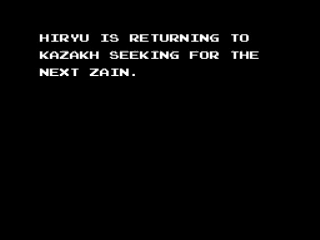 HIRYU IS RETURNING TO
KAZAKH SEEKING FOR THE
NEXT ZAIN.